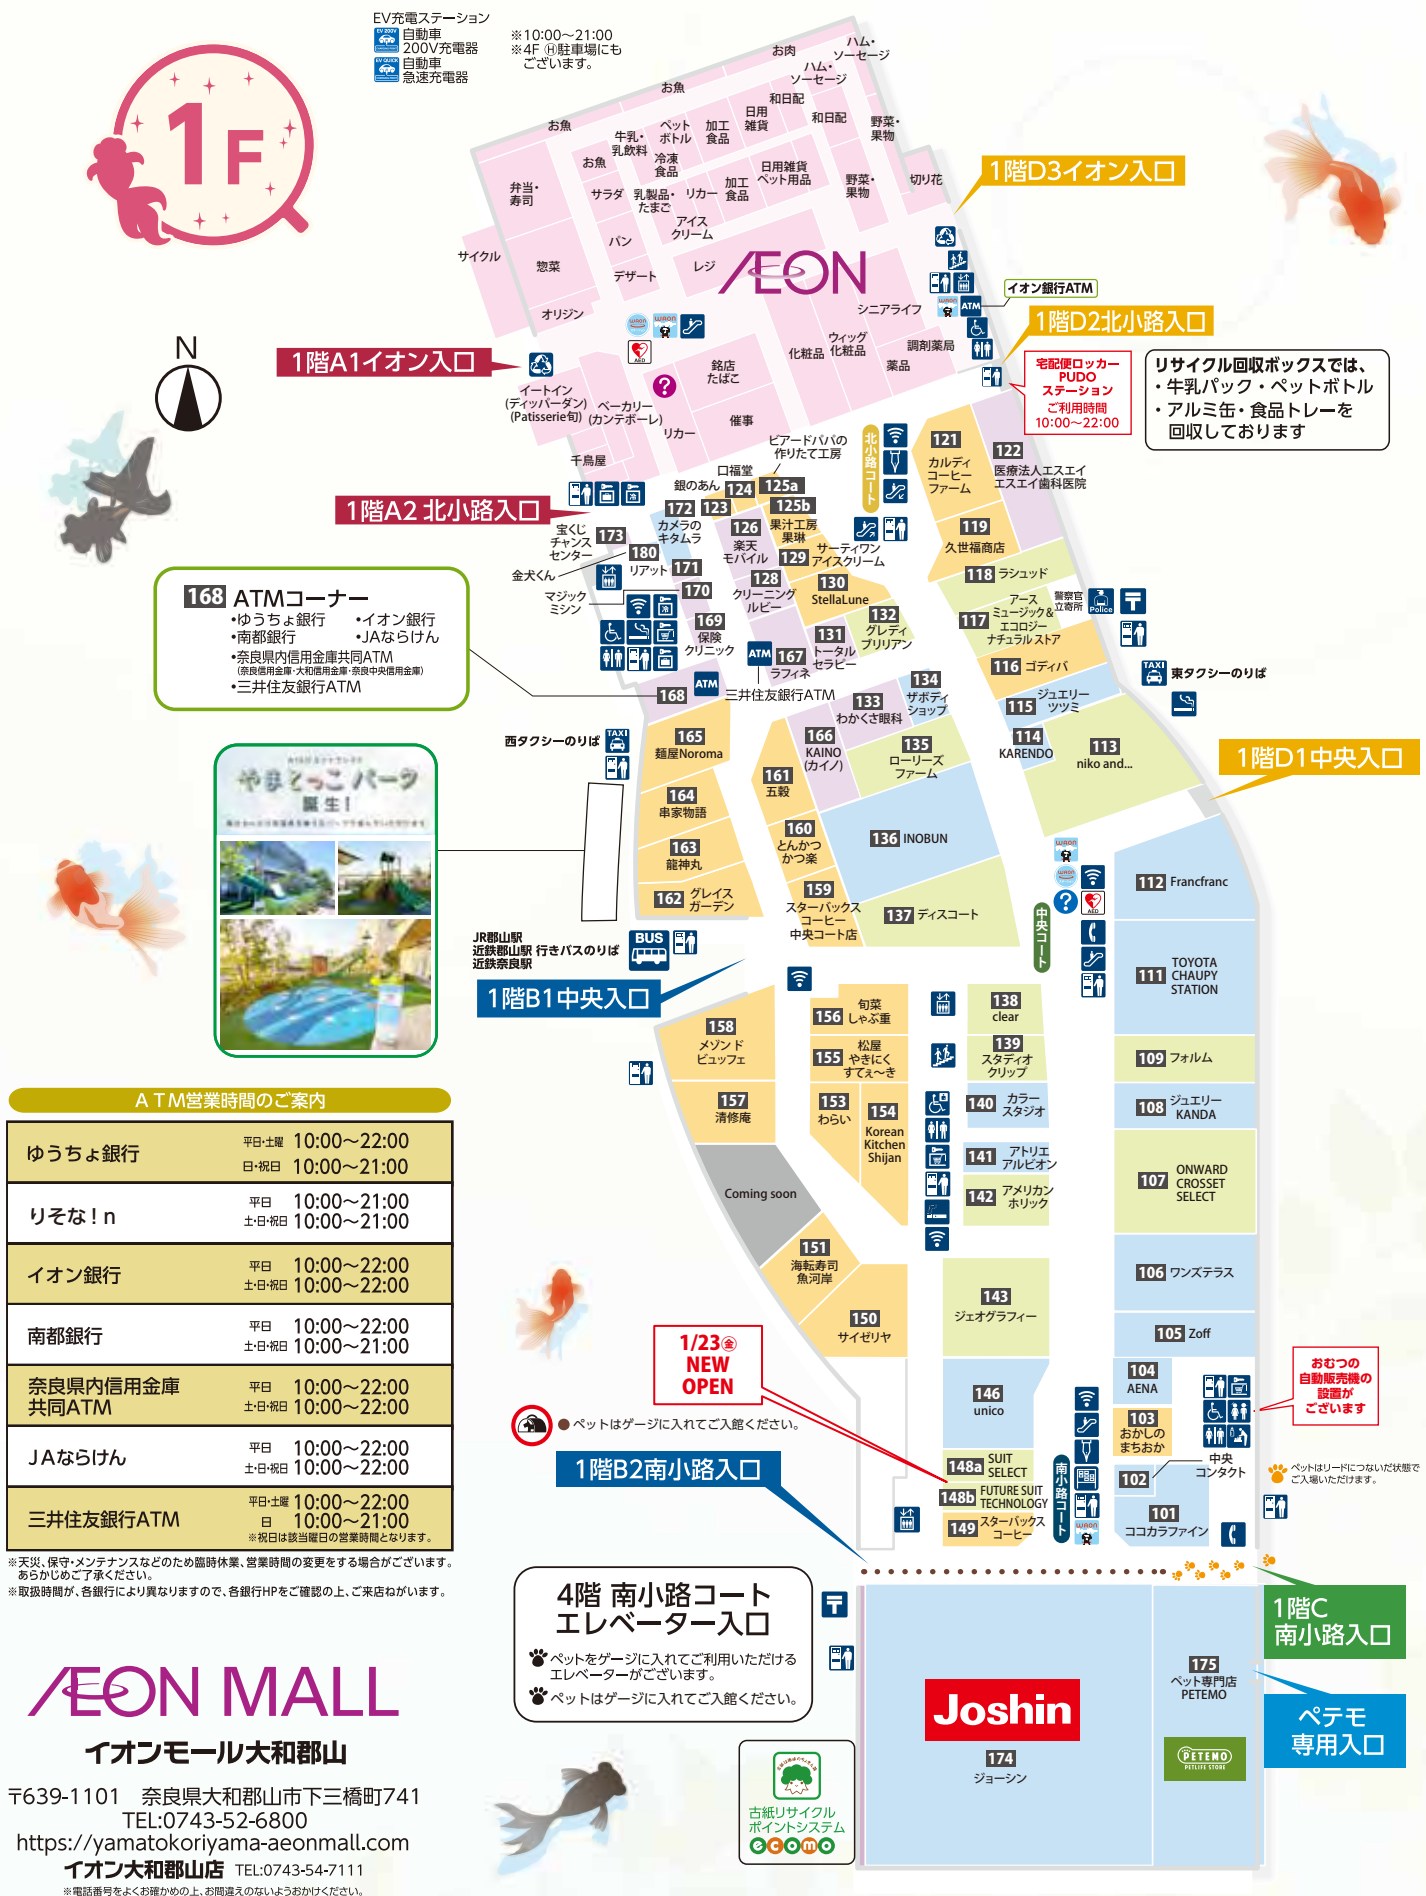 1F
EV充電ステーション
EV 200V
自動車
200V充電器
EV QUICK
自動車
急速充電器
※10:00～21:00
※4F Ⓗ駐車場にも
ございます。
お肉
ハム・
ソーセージ
ハム・
ソーセージ
お魚
和日配
日用
雑貨
和日配
お魚
ペット
ボトル
加工
食品
野菜・
果物
牛乳・
乳飲料
お魚
冷凍
食品
日用雑貨
ペット用品
弁当・
寿司
サラダ
乳製品・
たまご
リカー
加工
食品
野菜・
果物
切り花
アイス
クリーム
パン
サイクル
惣菜
デザート
レジ
ÆON
オリジン
シニアライフ
ウィッグ
化粧品
化粧品
調剤薬局
薬品
銘店
たばこ
イートイン
(ディッパーダン)
(Patisserie旬)
ベーカリー
(カンテボーレ)
リカー
催事
千鳥屋
WAON
WAON
AED
?
N
1階D3イオン入口
WAON
ATM
イオン銀行ATM
1階D2北小路入口
宅配便ロッカー
PUDO
ステーション
ご利用時間
10:00～22:00
リサイクル回収ボックスでは、
・牛乳パック・ペットボトル
・アルミ缶・食品トレーを
回収しております
1階A1イオン入口
1階A2 北小路入口
北小路コート
ビアードパパの
作りたて工房
口福堂
銀のあん
124
125a
123
125b
果汁工房
果琳
121
カルディ
コーヒー
ファーム
122
医療法人エスエイ
エスエイ歯科医院
172
カメラの
キタムラ
126
楽天
モバイル
129
サーティワン
アイスクリーム
119
久世福商店
宝くじ
チャンス
センター
173
180
リアット
171
金犬くん
マジック
ミシン
170
128
クリーニング
ルビー
130
StellaLune
118
ラシュッド
169
保険
クリニック
132
グレディ
ブリリアン
117
アース
ミュージック＆
エコロジー
ナチュラル ストア
警察官
立寄所
Police
131
トータル
セラピー
ATM
167
ラフィネ
116
ゴディバ
168
ATM
三井住友銀行ATM
134
ザボディ
ショップ
115
ジュエリー
ツツミ
133
わかくさ眼科
TAXI
東タクシーのりば
168 ATMコーナー
•ゆうちょ銀行
•イオン銀行
•南都銀行
•JAならけん
•奈良県内信用金庫共同ATM
(奈良信用金庫・大和信用金庫・奈良中央信用金庫)
•三井住友銀行ATM
西タクシーのりば
TAXI
165
麺屋Noroma
166
KAINO
(カイノ)
135
ローリーズ
ファーム
114
KARENDO
113
niko and...
1階D1中央入口
やまとっこパーク
誕生！
161
五穀
164
串家物語
160
とんかつ
かつ楽
136 INOBUN
163
龍神丸
162
グレイス
ガーデン
159
スターバックス
コーヒー
中央コート店
137 ディスコート
WAON
WAON
?
AED
中央コート
112 Francfranc
JR郡山駅
近鉄郡山駅 行きバスのりば
近鉄奈良駅
BUS
1階B1中央入口
111
TOYOTA
CHAUPY
STATION
158
メゾンド
ビュッフェ
156
旬菜
しゃぶ重
138
clear
155
松屋
やきにく
すてぇ～き
139
スタディオ
クリップ
109 フォルム
157
清修庵
153
わらい
154
Korean
Kitchen
Shijan
140
カラー
スタジオ
108
ジュエリー
KANDA
141
アトリエ
アルビオン
142
アメリカン
ホリック
107
ONWARD
CROSSET
SELECT
Coming soon
151
海転寿司
魚河岸
106 ワンズテラス
143
ジェオグラフィー
150
サイゼリヤ
105 Zoff
1/23㊎
NEW
OPEN
146
unico
104
AENA
おむつの
自動販売機の
設置が
ございます
103
おかしの
まちおか
● ペットはゲージに入れてご入館ください。
148a
SUIT
SELECT
148b
FUTURE SUIT
TECHNOLOGY
南小路コート
WAON
中央
コンタクト
102
ペットはリードにつないだ状態で
ご入場いただけます。
1階B2南小路入口
149
スターバックス
コーヒー
101
ココカラファイン
ATM営業時間のご案内
ゆうちょ銀行
平日・土曜 10:00～22:00
日・祝日 10:00～21:00
りそな！n
平日 10:00～21:00
土・日・祝日 10:00～21:00
イオン銀行
平日 10:00～22:00
土・日・祝日 10:00～22:00
南都銀行
平日 10:00～22:00
土・日・祝日 10:00～21:00
奈良県内信用金庫
共同ATM
平日 10:00～22:00
土・日・祝日 10:00～22:00
JAならけん
平日 10:00～22:00
土・日・祝日 10:00～22:00
三井住友銀行ATM
平日・土曜 10:00～22:00
日 10:00～21:00
※祝日は該当曜日の営業時間となります。
※天災、保守・メンテナンスなどのため臨時休業、営業時間の変更をする場合がございます。
あらかじめご了承ください。
※取扱時間が、各銀行により異なりますので、各銀行HPをご確認の上、ご来店ねがいます。
4階 南小路コート
エレベーター入口
ペットをゲージに入れてご利用いただける
エレベーターがございます。
ペットはゲージに入れてご入館ください。
1階C
南小路入口
175
ペット専門店
PETEMO
PETEMO
PETLIFE STORE
ペテモ
専用入口
Joshin
174
ジョーシン
古紙リサイクル
ポイントシステム
ecomo
ÆON MALL
イオンモール大和郡山
〒639-1101 奈良県大和郡山市下三橋町741
TEL:0743-52-6800
https://yamatokoriyama-aeonmall.com
イオン大和郡山店 TEL:0743-54-7111
※電話番号をよくお確かめの上、お間違えのないようおかけください。